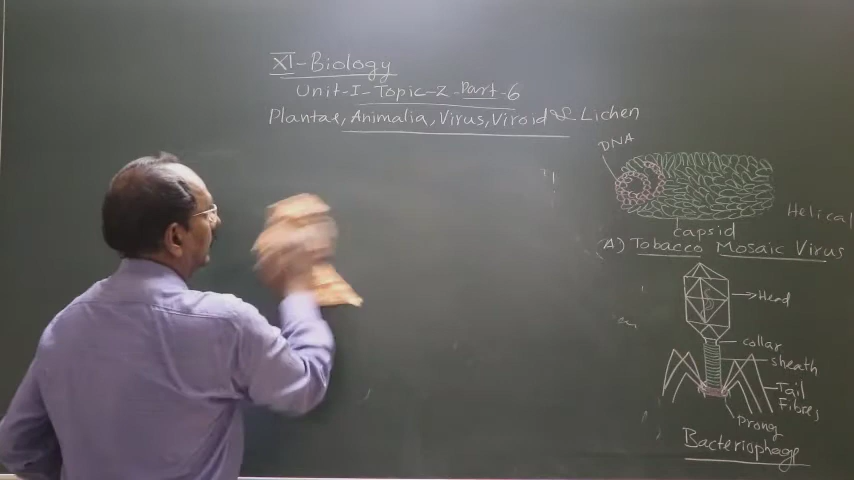 XI-Biology
Unit-I-Topic-2-Part-6
Plantae, Animalia, Virus, Viroid & Lichen
DNA
Helical
capsid
(A) Tobacco Mosaic Virus
Head
collar
sheath
Tail
Fibres
Prong
Bacteriophage